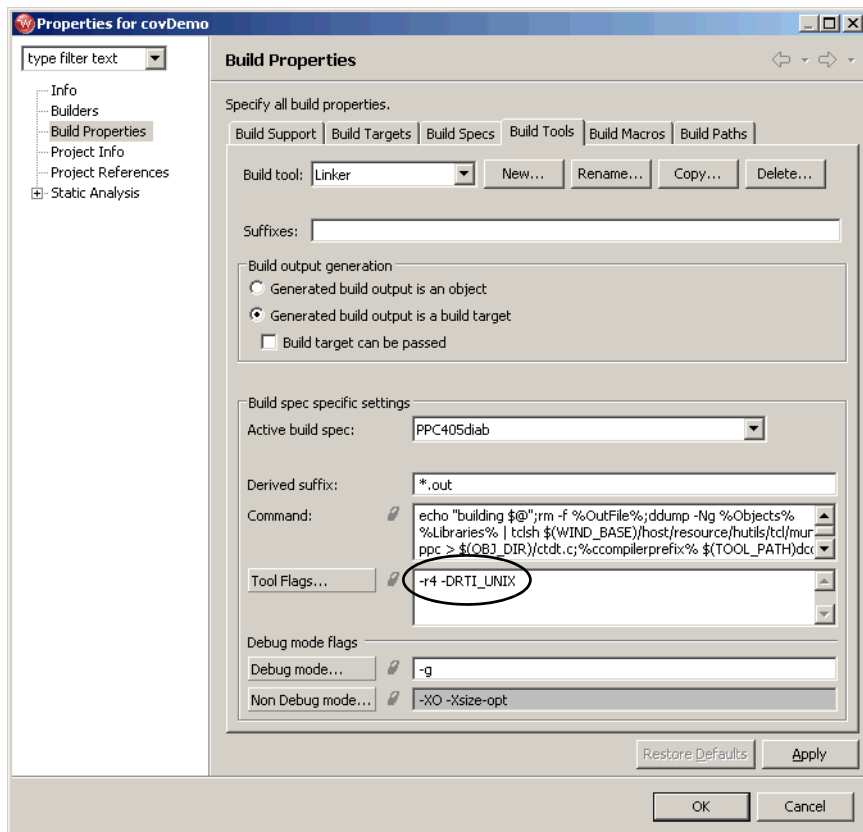 Properties for covDemo
type filter text
Info
Builders
Build Properties
Project Info
Project References
Static Analysis
Build Properties
Specify all build properties.
Build Support Build Targets Build Specs Build Tools Build Macros Build Paths
Build tool: Linker New... Rename... Copy... Delete...
Suffixes:
Build output generation
Generated build output is an object
Generated build output is a build target
Build target can be passed
Build spec specific settings
Active build spec: PPC405diab
Derived suffix: *.out
Command: echo "building $@";rm -f %OutFile%;ddump -Ng %Objects%
%Libraries% | tclsh $(WIND_BASE)/host/resource/hutils/tcl/mun
ppc > $(OBJ_DIR)/ctdt.c;%ccompilerprefix% $(TOOL_PATH)dcc
Tool Flags... -r4 -DRTI_UNIX
Debug mode flags
Debug mode... -g
Non Debug mode... -XO -Xsize-opt
Restore Defaults Apply
OK Cancel